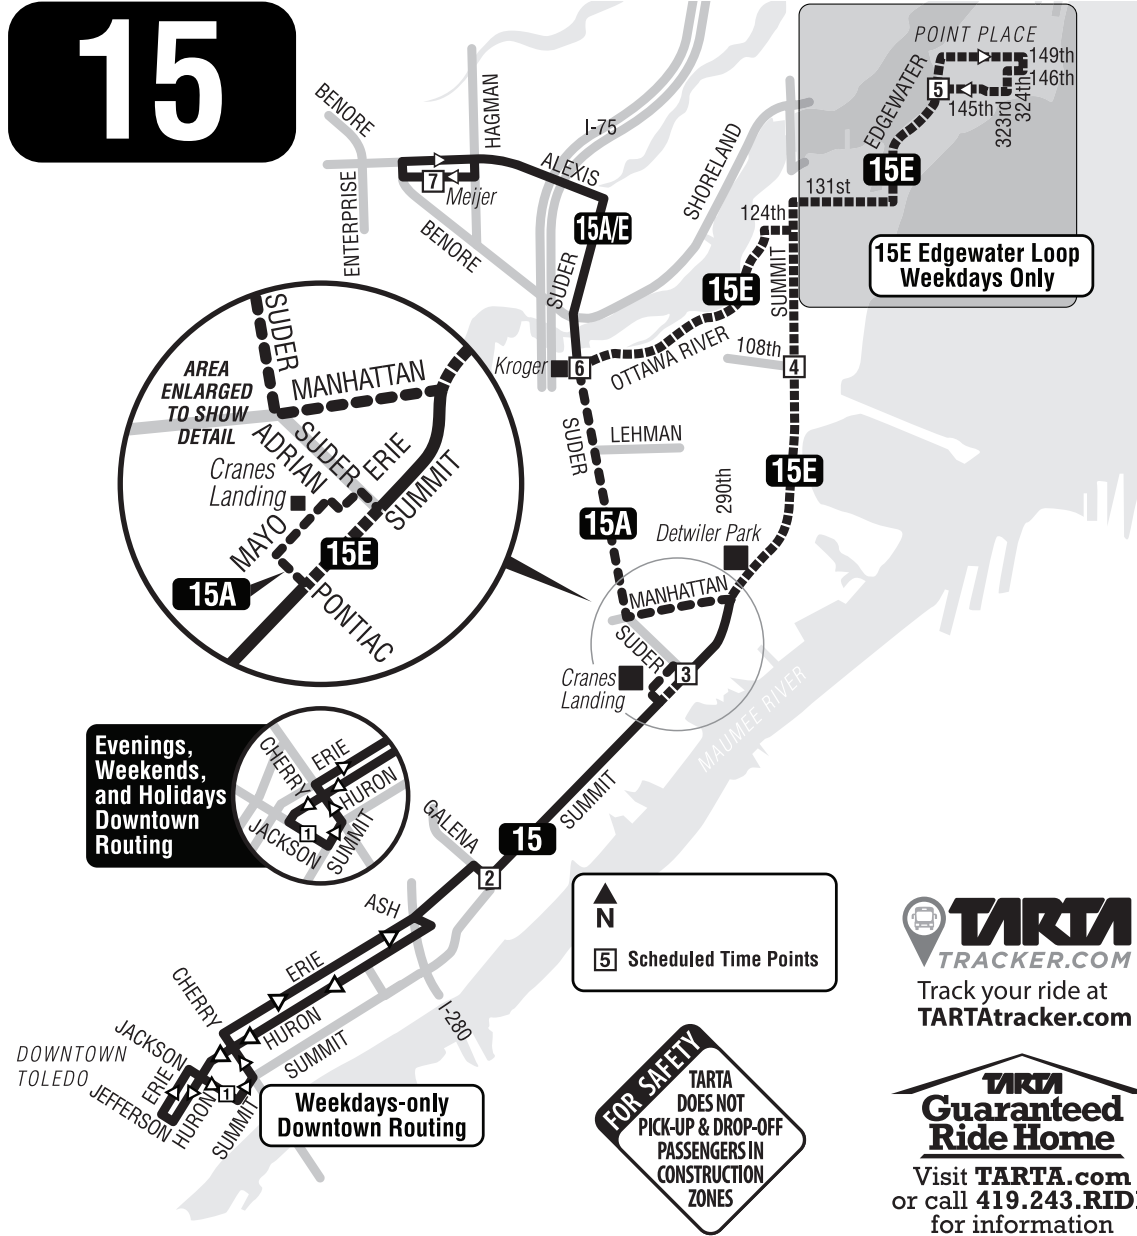 15
POINT PLACE
149th
146th
145th
323rd
324th
EDGEWATER
5
15E
131st
124th
15E Edgewater Loop
Weekdays Only
BENORE
HAGMAN
I-75
ALEXIS
SHORELAND
7
Meijer
ENTERPRISE
BENORE
15A/E
SUDER
15E
SUMMIT
OTTAWA RIVER
108th
4
Kroger
6
SUDER
LEHMAN
15A
290th
15E
Detwiler Park
MANHATTAN
SUDER
Cranes
Landing
3
MAUMEE RIVER
SUMMIT
AREA
ENLARGED
TO SHOW
DETAIL
SUDER
MANHATTAN
SUDER
ERIE
ADRIAN
SUMMIT
Cranes
Landing
MAYO
15E
15A
PONTIAC
Evenings,
Weekends,
and Holidays
Downtown
Routing
CHERRY
ERIE
HURON
1
JACKSON
SUMMIT
GALENA
15
2
ASH
ERIE
CHERRY
HURON
I-280
SUMMIT
DOWNTOWN
TOLEDO
JACKSON
ERIE
JEFFERSON
HURON
1
SUMMIT
Weekdays-only
Downtown Routing
N
5 Scheduled Time Points
FOR SAFETY
TARTA
DOES NOT
PICK-UP & DROP-OFF
PASSENGERS IN
CONSTRUCTION
ZONES
TARTA
TRACKER.COM
Track your ride at
TARTAtracker.com
TARTA
Guaranteed
Ride Home
Visit TARTA.com
or call 419.243.RID
for information